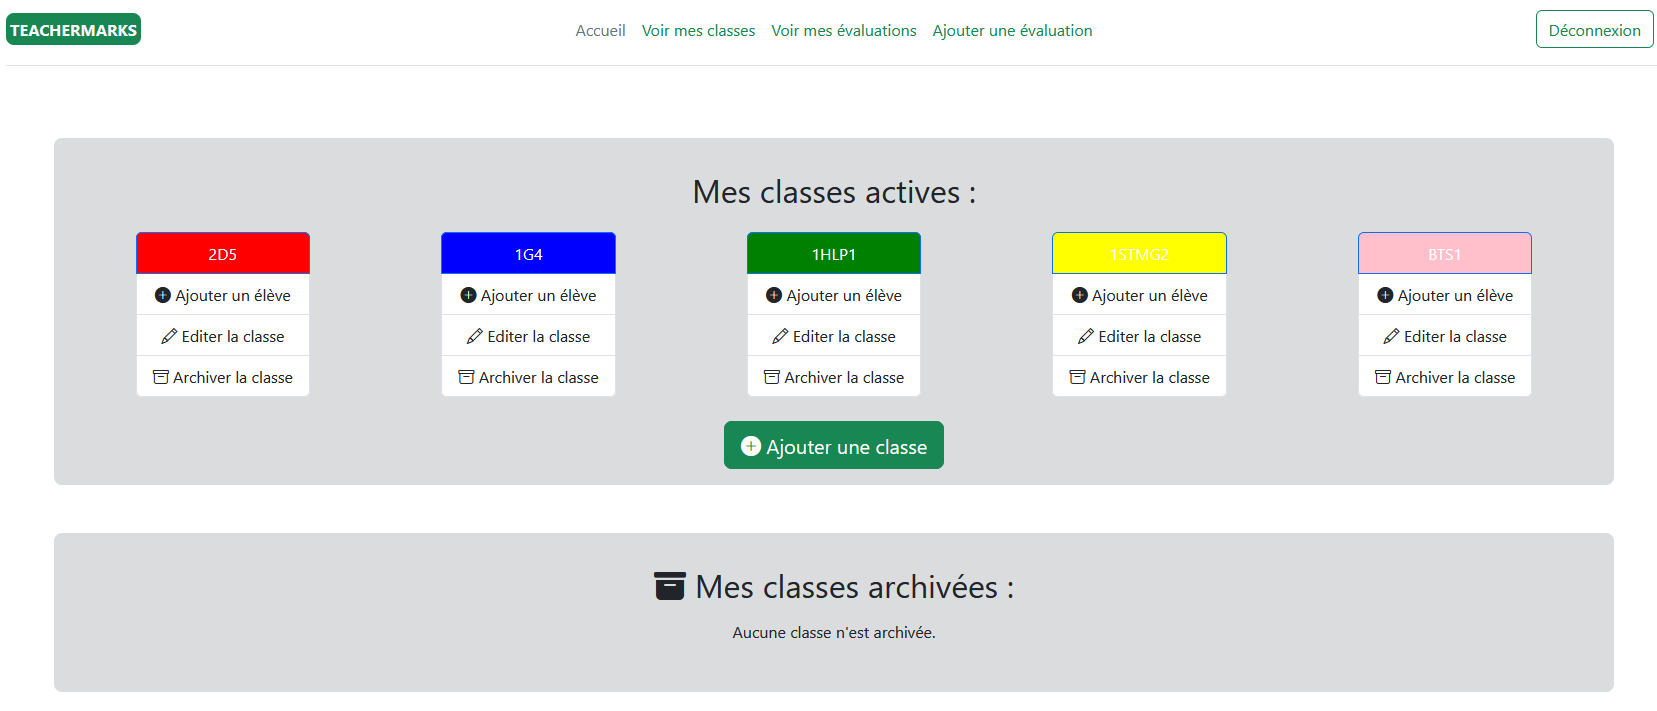 TEACHERMARKS
Accueil Voir mes classes Voir mes évaluations Ajouter une évaluation
Déconnexion
Mes classes actives :
2D5
Ajouter un élève
Editer la classe
Archiver la classe
1G4
Ajouter un élève
Editer la classe
Archiver la classe
1HLP1
Ajouter un élève
Editer la classe
Archiver la classe
1STMG2
Ajouter un élève
Editer la classe
Archiver la classe
BTS1
Ajouter un élève
Editer la classe
Archiver la classe
Ajouter une classe
Mes classes archivées :
Aucune classe n'est archivée.